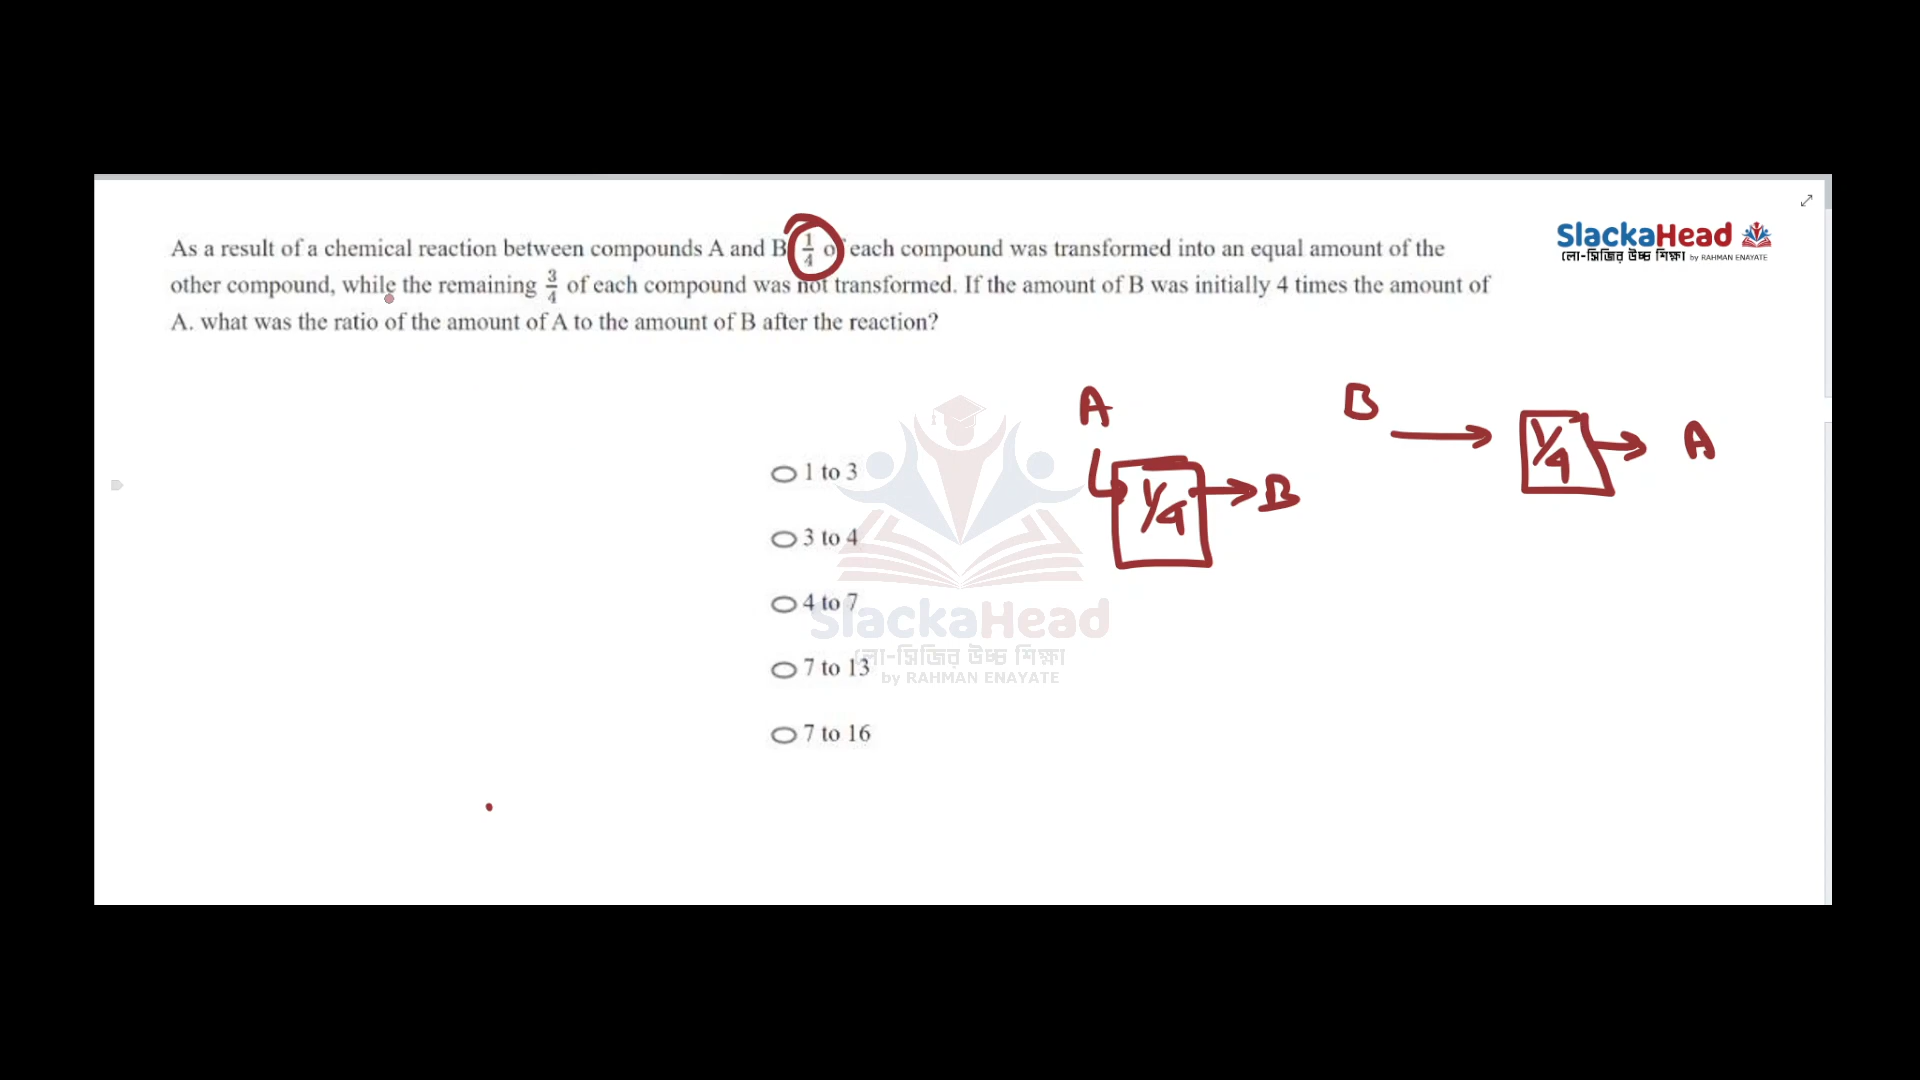 SlackaHead
লো-সিজির উচ্চ শিক্ষা by RAHMAN ENAYATE
As a result of a chemical reaction between compounds A and B 1/4 of each compound was transformed into an equal amount of the
other compound, while the remaining 3/4 of each compound was not transformed. If the amount of B was initially 4 times the amount of
A. what was the ratio of the amount of A to the amount of B after the reaction?
A
B
1/4
A
1/4
B
1 to 3
3 to 4
4 to 7
7 to 13
7 to 16
SlackaHead
লো-সিজির উচ্চ শিক্ষা
by RAHMAN ENAYATE